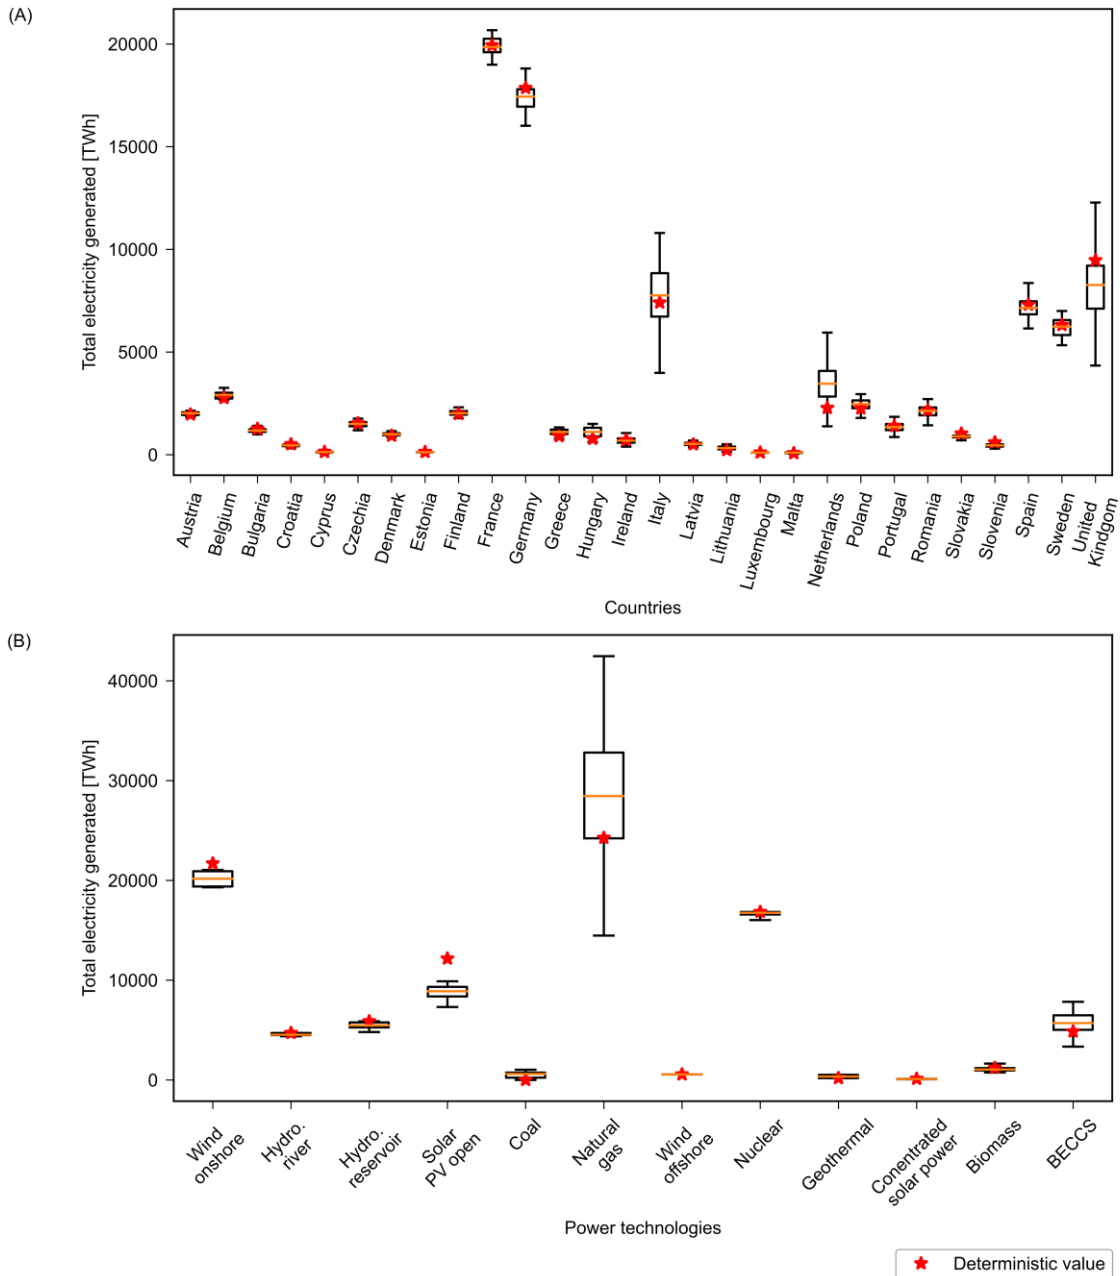 (A)
Total electricity generated [TWh]
20000
15000
10000
5000
0
Austria
Belgium
Bulgaria
Croatia
Cyprus
Czechia
Denmark
Estonia
Finland
France
Germany
Greece
Hungary
Ireland
Italy
Latvia
Lithuania
Luxembourg
Malta
Netherlands
Poland
Portugal
Romania
Slovakia
Slovenia
Spain
Sweden
United
Kindgom
Countries
(B)
Total electricity generated [TWh]
40000
30000
20000
10000
0
Wind
onshore
Hydro.
river
Hydro.
reservoir
Solar
PV open
Coal
Natural
gas
Wind
offshore
Nuclear
Geothermal
Conentrated
solar power
Biomass
BECCS
Power technologies
Deterministic value